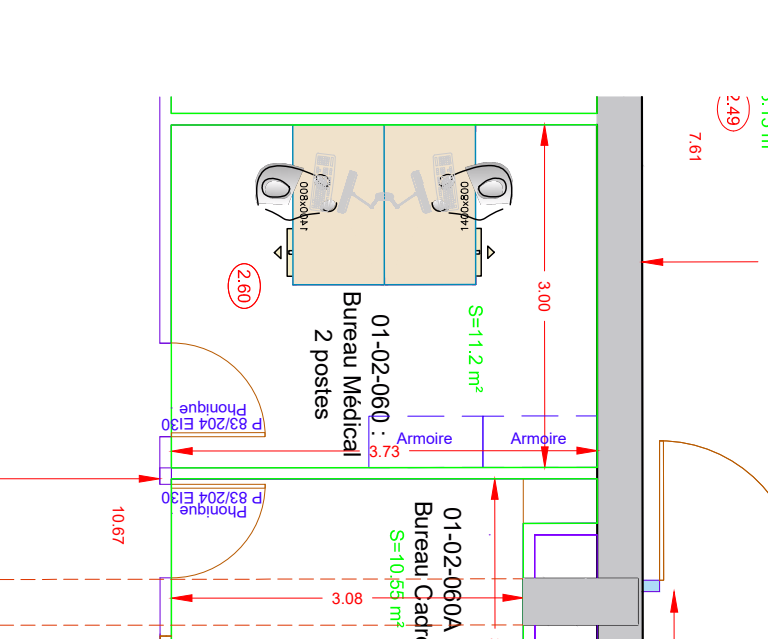 2.49
7.61
1400x800
1400x800
2.60
3.00
S=11.2 m²
01-02-060 :
Bureau Médical
2 postes
Armoire
Armoire
3.73
P 83/204 EI30
Phonique
P 83/204 EI30
Phonique
10.67
01-02-060A
Bureau Cadre
S=10.55 m²
3.08